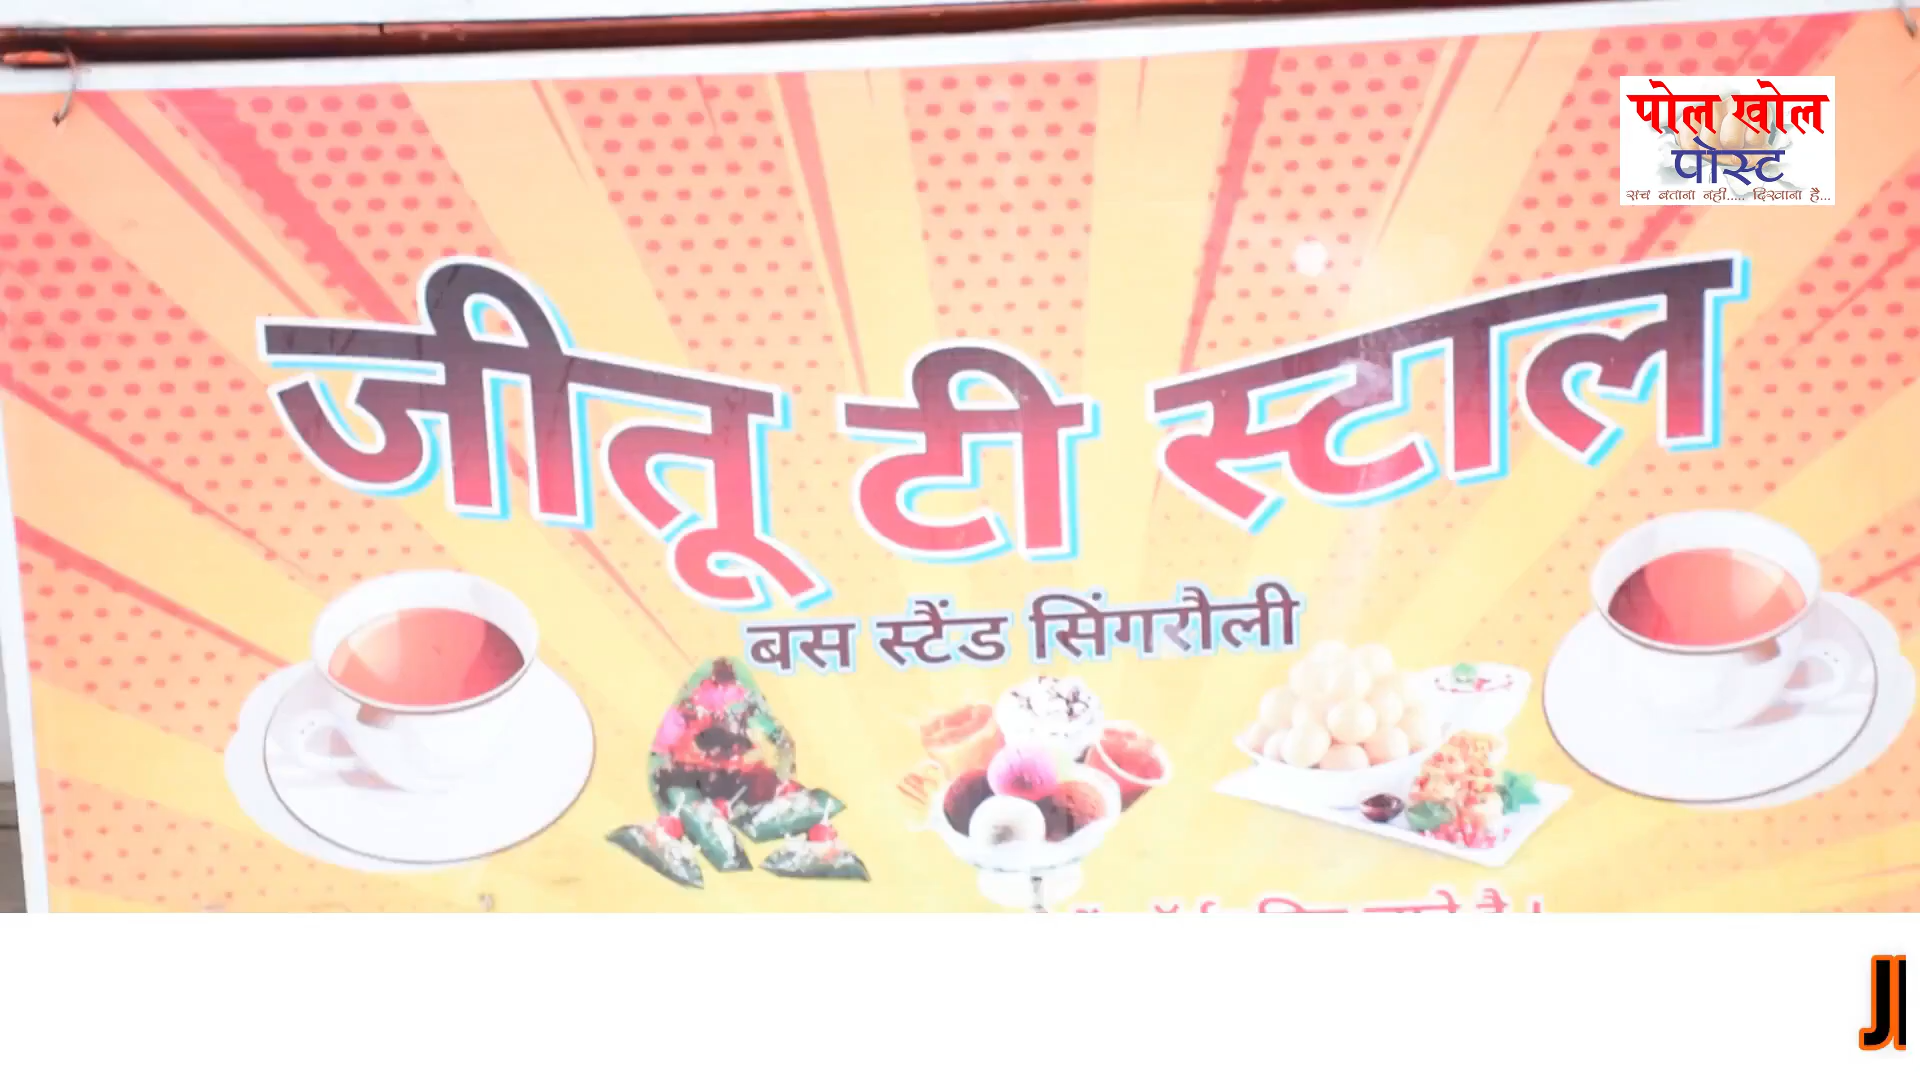 पोल खोल
पोस्ट
सच बताना नहीं..... दिखाना है...
जीतू टी स्टाल
बस स्टैंड सिंगरौली